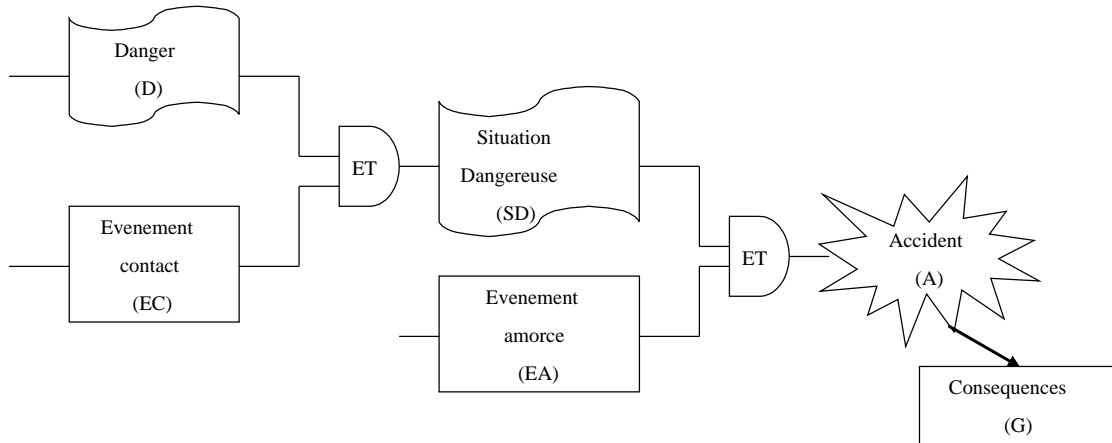 Danger
(D)
ET
Situation
Dangereuse
(SD)
Evenement
contact
(EC)
ET
Accident
(A)
Evenement
amorce
(EA)
Consequences
(G)